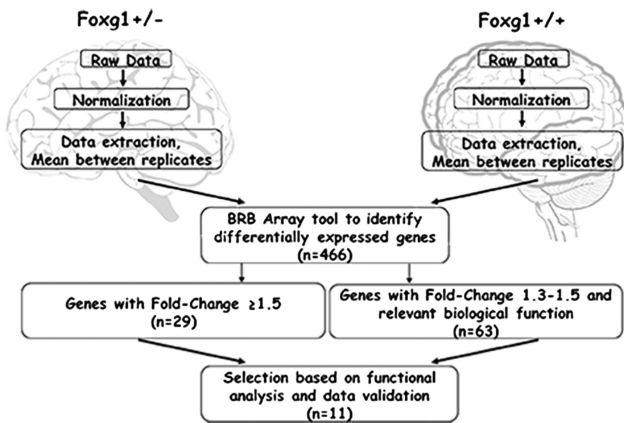 Foxg1+/-
Raw Data
Normalization
Data extraction,
Mean between replicates
Foxg1+/+
Raw Data
Normalization
Data extraction,
Mean between replicates
BRB Array tool to identify
differentially expressed genes
(n=466)
Genes with Fold-Change ≥1.5
(n=29)
Genes with Fold-Change 1.3-1.5 and
relevant biological function
(n=63)
Selection based on functional
analysis and data validation
(n=11)